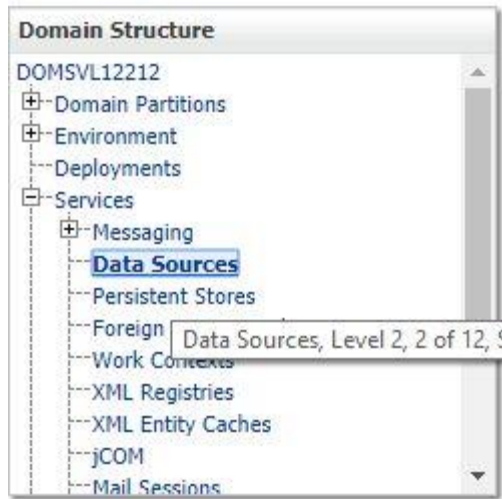 Domain Structure
DOMSVL12212
Domain Partitions
Environment
Deployments
Services
Messaging
Data Sources
Persistent Stores
Foreign
Data Sources, Level 2, 2 of 12,
Work Contexts
XML Registries
XML Entity Caches
jCOM
Mail Sessions